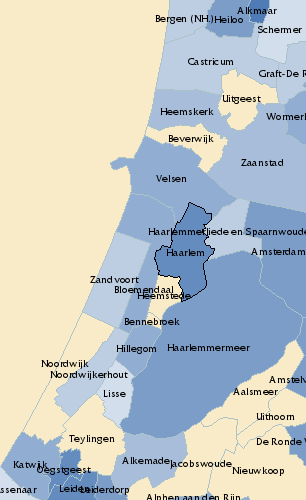 Alkmaar
Bergen (NH.)
Heiloo
Schermer
Castricum
Graft-De R
Uitgeest
Heemskerk
Wormerl
Beverwijk
Zaanstad
Velsen
Haarlemmerliede en Spaarnwoude
Haarlem
Amsterdam
Zandvoort
Bloemendaal
Heemstede
Bennebroek
Hillegom
Haarlemmermeer
Noordwijk
Noordwijkerhout
Amstelv
Aalsmeer
Lisse
Uithoorn
Teylingen
De Ronde V
Alkemade
Jacobswoude
Katwijk
Oegstgeest
Nieuwkoop
ssenaar
Leiden
Leiderdorp
Alphen aan den Rijn